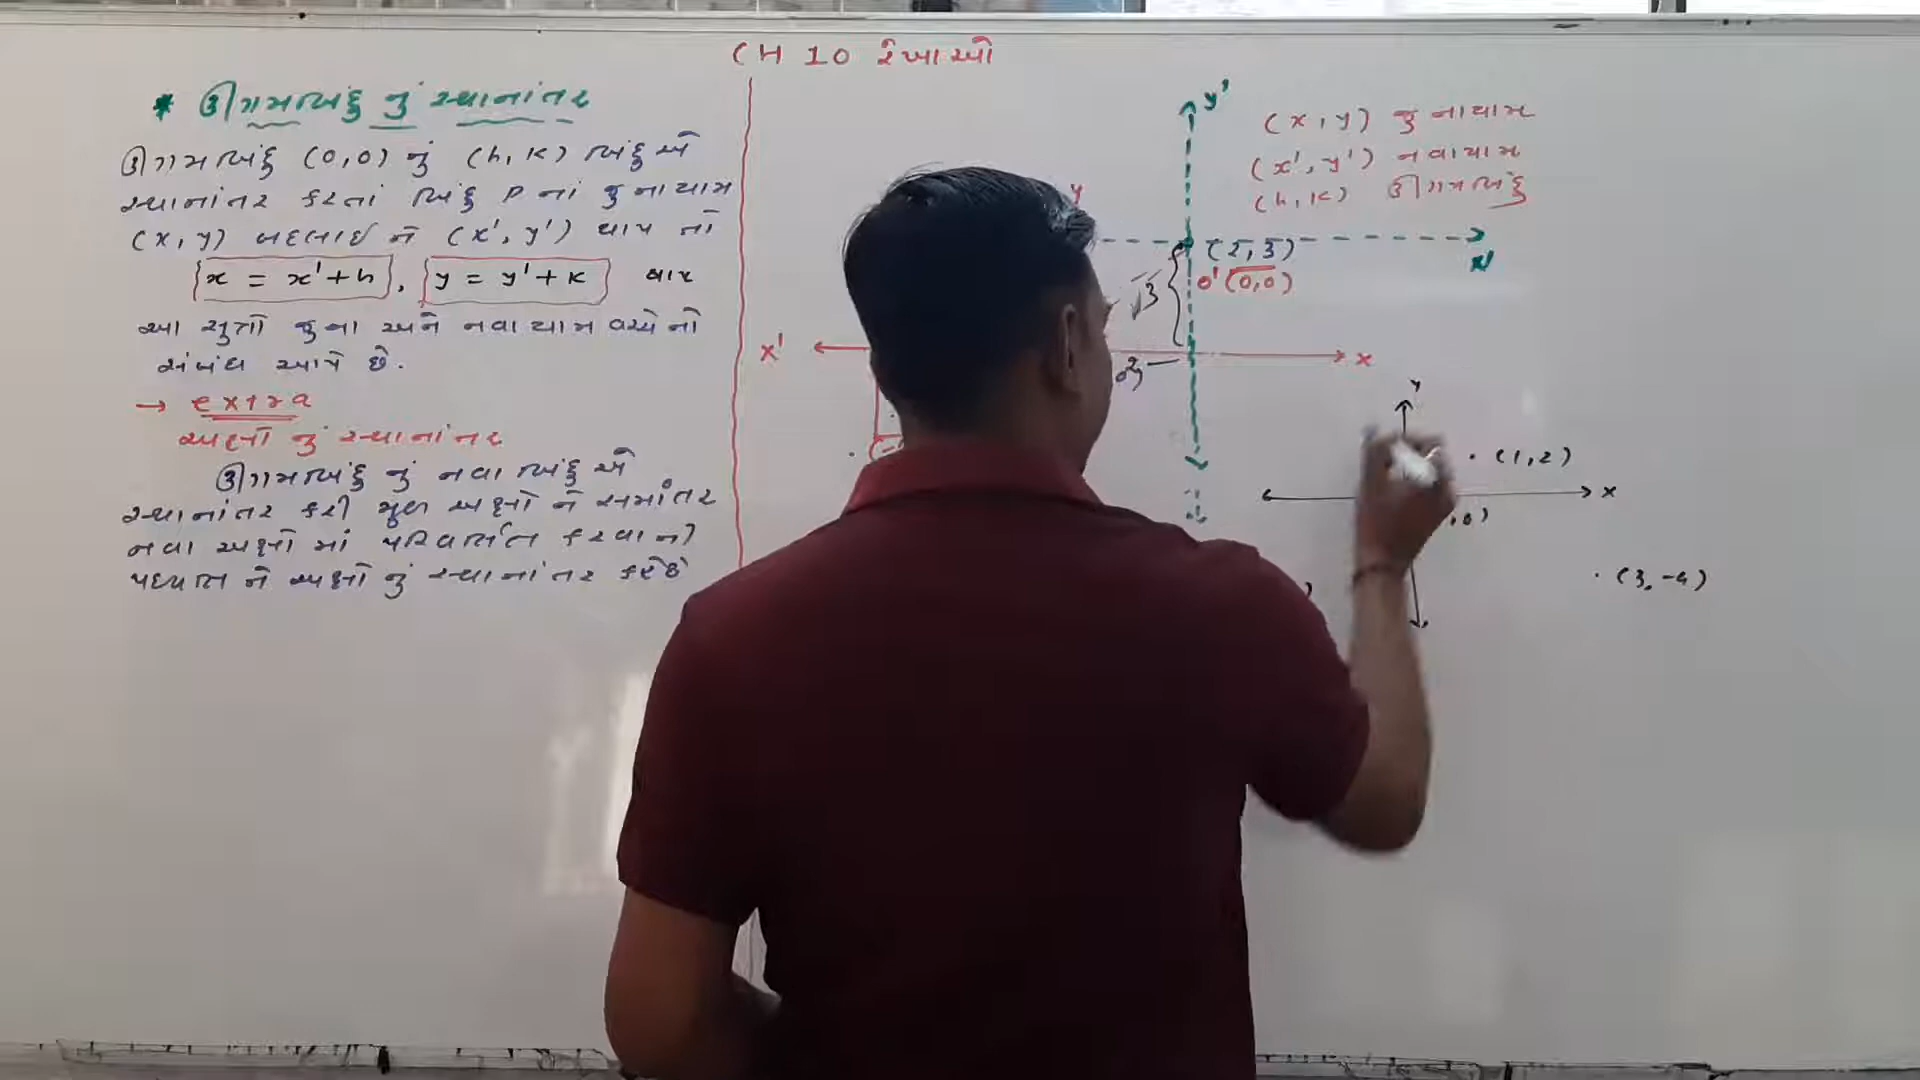 CH 10 રેખાઓ
* ઊગમબિંદુ નું સ્થાનાંતર
ઊગમબિંદુ (0,0) નું (h,k) બિંદુએ
સ્થાનાંતર કરતાં બિંદુ P નાં જુનાયામ
(x,y) બદલાઈ ને (x',y') થાય તો
x = x'+h , y = y'+k થાય
આ સુત્રો જુના અને નવાયામ વચ્ચે નો
સંબંધ આપે છે.
→ extra
અક્ષો નું સ્થાનાંતર
ઊગમબિંદુ નું નવા બિંદુ એ
સ્થાનાંતર કરી મુળ અક્ષો ને સમાંતર
નવા અક્ષો માં પરિવર્તિત કરવાની
પધ્ધતિ ને અક્ષો નું સ્થાનાંતર કહે છે
y'
(x,y) જુનાયામ
(x',y') નવાયામ
(h,k) ઊગમબિંદુ
y
(2,3)
x'
3
o' (0,0)
x'
x
y
(1,2)
x
,0)
(3,-4)